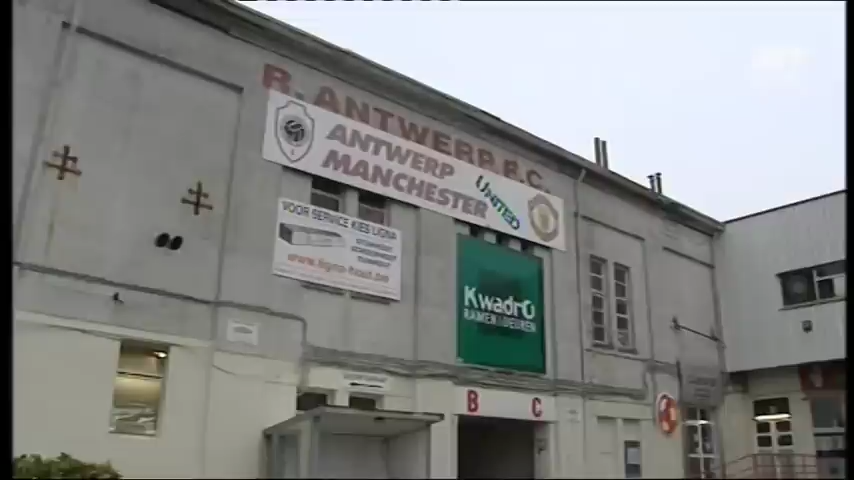 R. ANTWERP F.C.
ANTWERP
MANCHESTER
UNITED
VOOR SERVICE KIES LIGNA
www.ligna-hout.be
Kwadro
RAMEN DEUREN
B C